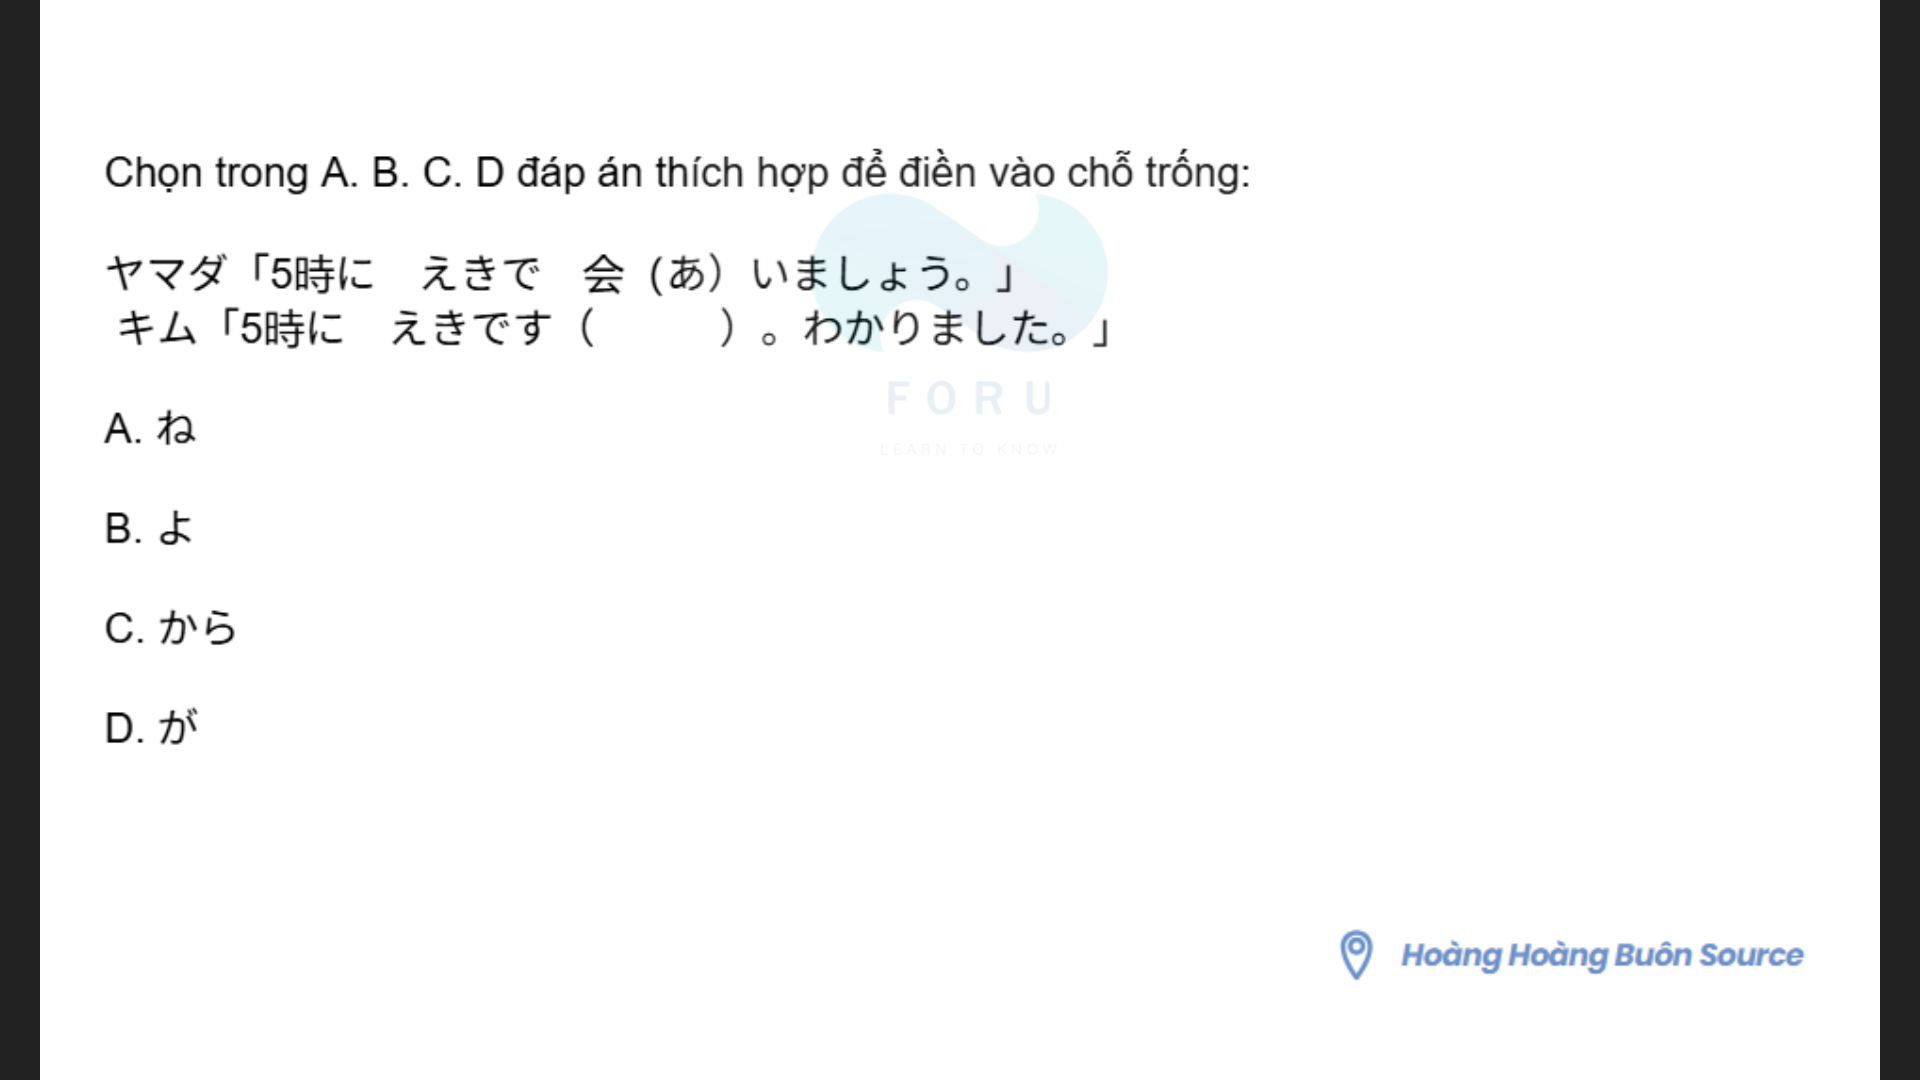 Chọn trong A. B. C. D đáp án thích hợp để điền vào chỗ trống:
ヤマダ「5時に　えきで　会（あ）いましょう。」
キム「5時に　えきです（　　　）。わかりました。」
FORU
LEARN TO KNOW
A. ね
B. よ
C. から
D. が
Hoàng Hoàng Buôn Source